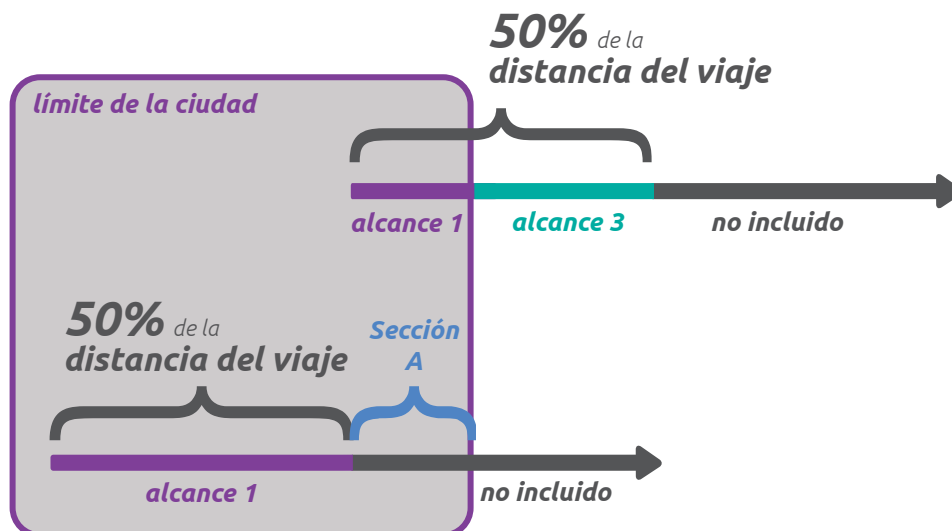 50% de la
distancia del viaje
límite de la ciudad
alcance 1
alcance 3
no incluido
50% de la
distancia del viaje
Sección
A
alcance 1
no incluido